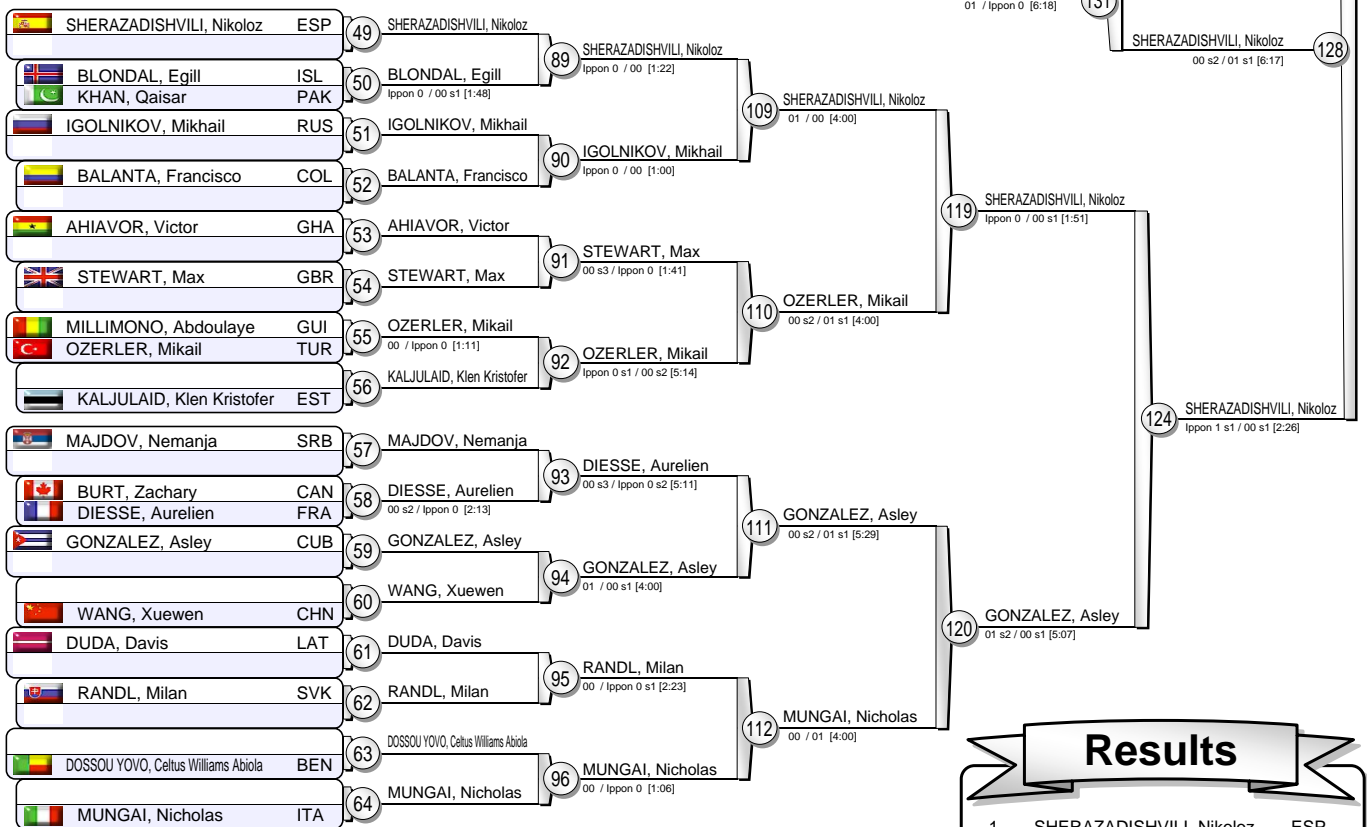 01 / Ippon 0 [6:18]
131
SHERAZADISHVILI, Nikoloz
00 s2 / 01 s1 [6:17]
128
SHERAZADISHVILI, Nikoloz ESP
49
SHERAZADISHVILI, Nikoloz
89
SHERAZADISHVILI, Nikoloz
Ippon 0 / 00 [1:22]
BLONDAL, Egill ISL
KHAN, Qaisar PAK
50
BLONDAL, Egill
Ippon 0 / 00 s1 [1:48]
109
SHERAZADISHVILI, Nikoloz
01 / 00 [4:00]
IGOLNIKOV, Mikhail RUS
51
IGOLNIKOV, Mikhail
90
IGOLNIKOV, Mikhail
Ippon 0 / 00 [1:00]
BALANTA, Francisco COL
52
BALANTA, Francisco
119
SHERAZADISHVILI, Nikoloz
Ippon 0 / 00 s1 [1:51]
AHIAVOR, Victor GHA
53
AHIAVOR, Victor
91
STEWART, Max
00 s3 / Ippon 0 [1:41]
STEWART, Max GBR
54
STEWART, Max
110
OZERLER, Mikail
00 s2 / 01 s1 [4:00]
MILLIMONO, Abdoulaye GUI
OZERLER, Mikail TUR
55
OZERLER, Mikail
00 / Ippon 0 [1:11]
92
OZERLER, Mikail
Ippon 0 s1 / 00 s2 [5:14]
56
KALJULAID, Klen Kristofer
KALJULAID, Klen Kristofer EST
124
SHERAZADISHVILI, Nikoloz
Ippon 1 s1 / 00 s1 [2:26]
MAJDOV, Nemanja SRB
57
MAJDOV, Nemanja
93
DIESSE, Aurelien
00 s3 / Ippon 0 s2 [5:11]
BURT, Zachary CAN
DIESSE, Aurelien FRA
58
DIESSE, Aurelien
00 s2 / Ippon 0 [2:13]
111
GONZALEZ, Asley
00 s2 / 01 s1 [5:29]
GONZALEZ, Asley CUB
59
GONZALEZ, Asley
94
GONZALEZ, Asley
01 / 00 s1 [4:00]
60
WANG, Xuewen
WANG, Xuewen CHN
120
GONZALEZ, Asley
01 s2 / 00 s1 [5:07]
DUDA, Davis LAT
61
DUDA, Davis
95
RANDL, Milan
00 / Ippon 0 s1 [2:23]
RANDL, Milan SVK
62
RANDL, Milan
112
MUNGAI, Nicholas
00 / 01 [4:00]
63
DOSSOU YOVO, Celtus Williams Abiola
DOSSOU YOVO, Celtus Williams Abiola BEN
96
MUNGAI, Nicholas
00 / Ippon 0 [1:06]
64
MUNGAI, Nicholas
MUNGAI, Nicholas ITA
Results
1 SHERAZADISHVILI, Nikoloz ESP